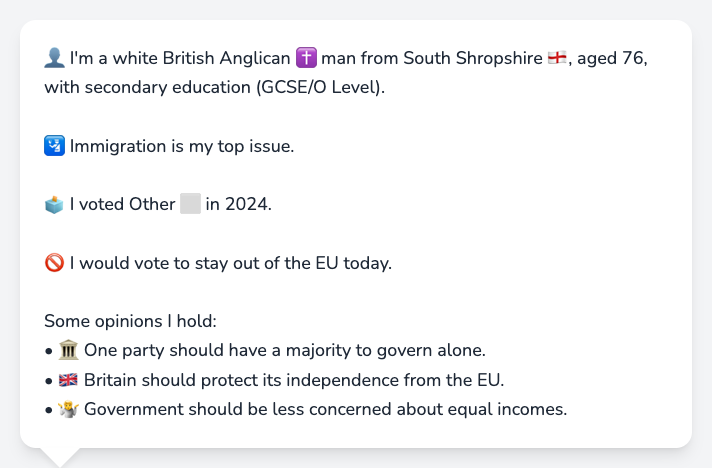 👤 I'm a white British Anglican ✝️ man from South Shropshire 🏴󠁧󠁢󠁥󠁮󠁧󠁿, aged 76,
with secondary education (GCSE/O Level).
🛂 Immigration is my top issue.
🗳️ I voted Other ⬜ in 2024.
🚫 I would vote to stay out of the EU today.
Some opinions I hold:
• 🏛️ One party should have a majority to govern alone.
• 🇬🇧 Britain should protect its independence from the EU.
• 🤷 Government should be less concerned about equal incomes.